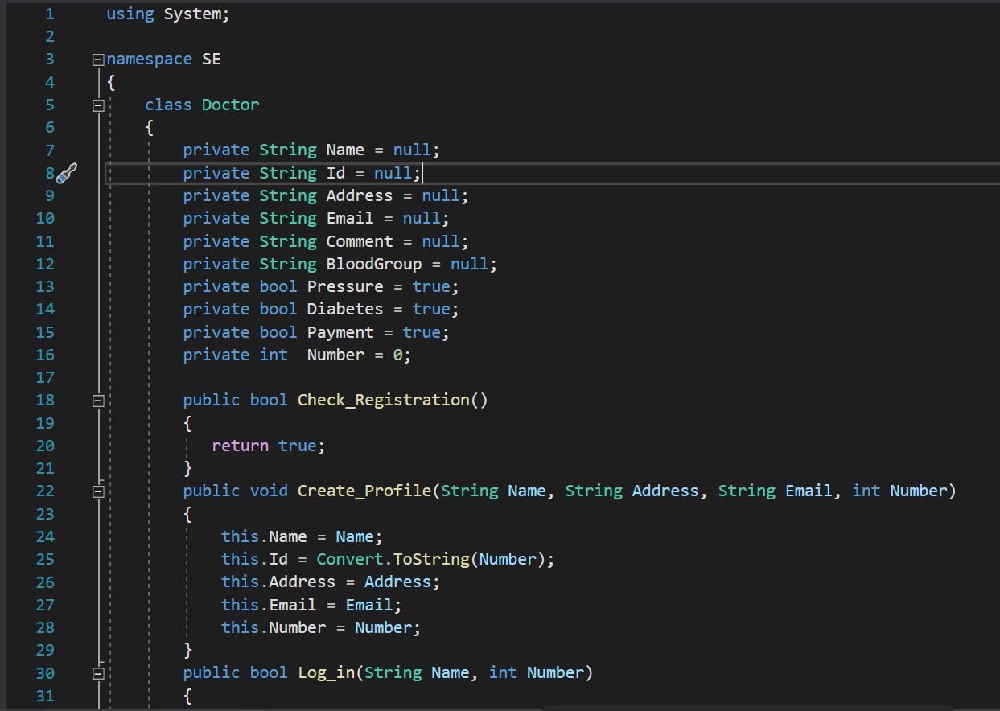 1 using System;
2
3 namespace SE
4 {
5 class Doctor
6 {
7 private String Name = null;
8 private String Id = null;
9 private String Address = null;
10 private String Email = null;
11 private String Comment = null;
12 private String BloodGroup = null;
13 private bool Pressure = true;
14 private bool Diabetes = true;
15 private bool Payment = true;
16 private int  Number = 0;
17
18 public bool Check_Registration()
19 {
20 return true;
21 }
22 public void Create_Profile(String Name, String Address, String Email, int Number)
23 {
24 this.Name = Name;
25 this.Id = Convert.ToString(Number);
26 this.Address = Address;
27 this.Email = Email;
28 this.Number = Number;
29 }
30 public bool Log_in(String Name, int Number)
31 {